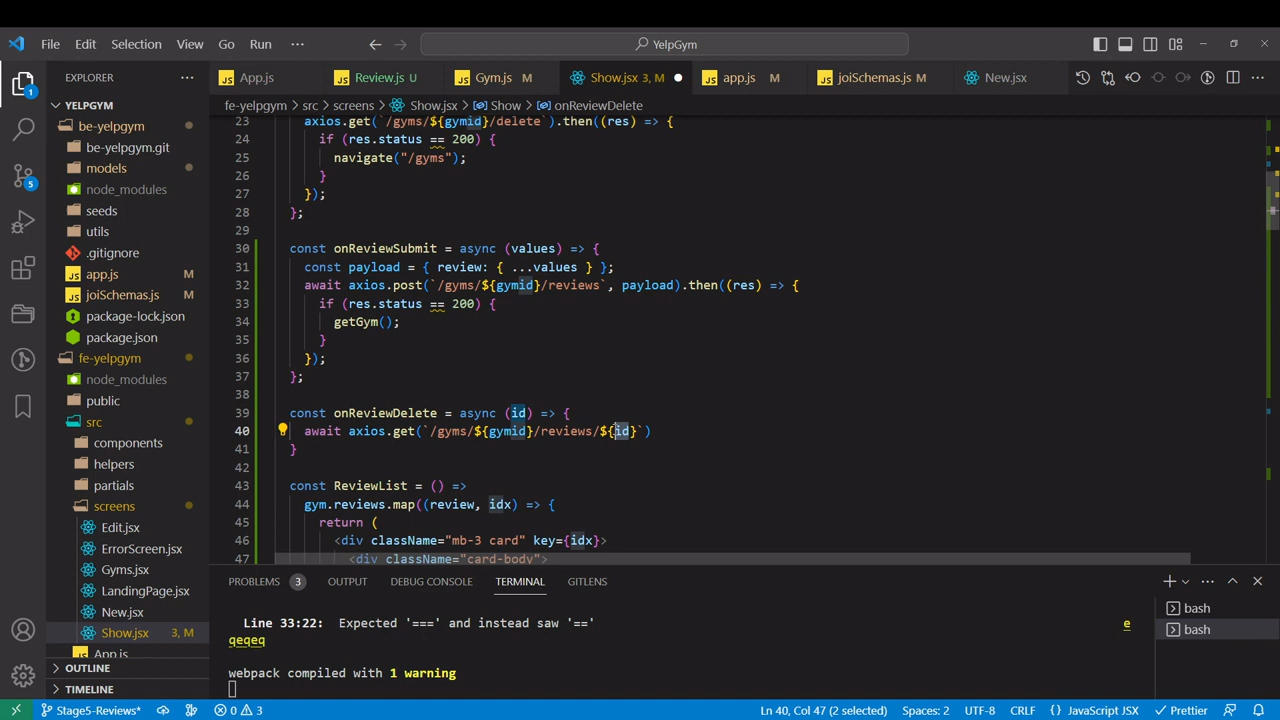 File Edit Selection View Go Run ··· YelpGym
EXPLORER ···
App.js Review.js U Gym.js M Show.jsx 3, M app.js M joiSchemas.js M New.jsx ···
fe-yelpgym > src > screens > Show.jsx > Show > onReviewDelete
YELPGYM
be-yelpgym
be-yelpgym.git
models
node_modules
seeds
utils
.gitignore
app.js M
joiSchemas.js M
package-lock.json
package.json
fe-yelpgym
node_modules
public
src
components
helpers
partials
screens
Edit.jsx
ErrorScreen.jsx
Gyms.jsx
LandingPage.jsx
New.jsx
Show.jsx 3, M
App.js
OUTLINE
TIMELINE
1
5
23 axios.get(`/gyms/${gymid}/delete`).then((res) => {
24 if (res.status == 200) {
25 navigate("/gyms");
26 }
27 });
28 };
29
30 const onReviewSubmit = async (values) => {
31 const payload = { review: { ...values } };
32 await axios.post(`/gyms/${gymid}/reviews`, payload).then((res) => {
33 if (res.status == 200) {
34 getGym();
35 }
36 });
37 };
38
39 const onReviewDelete = async (id) => {
40 await axios.get(`/gyms/${gymid}/reviews/${id}`)
41 }
42
43 const ReviewList = () =>
44 gym.reviews.map((review, idx) => {
45 return (
46 <div className="mb-3 card" key={idx}>
47 <div className="card-body">
PROBLEMS 3 OUTPUT DEBUG CONSOLE TERMINAL GITLENS ···
Line 33:22: Expected '===' and instead saw '==' e
qeqeq
webpack compiled with 1 warning
bash
bash
Stage5-Reviews* 0 3 Ln 40, Col 47 (2 selected) Spaces: 2 UTF-8 CRLF {} JavaScript JSX Prettier